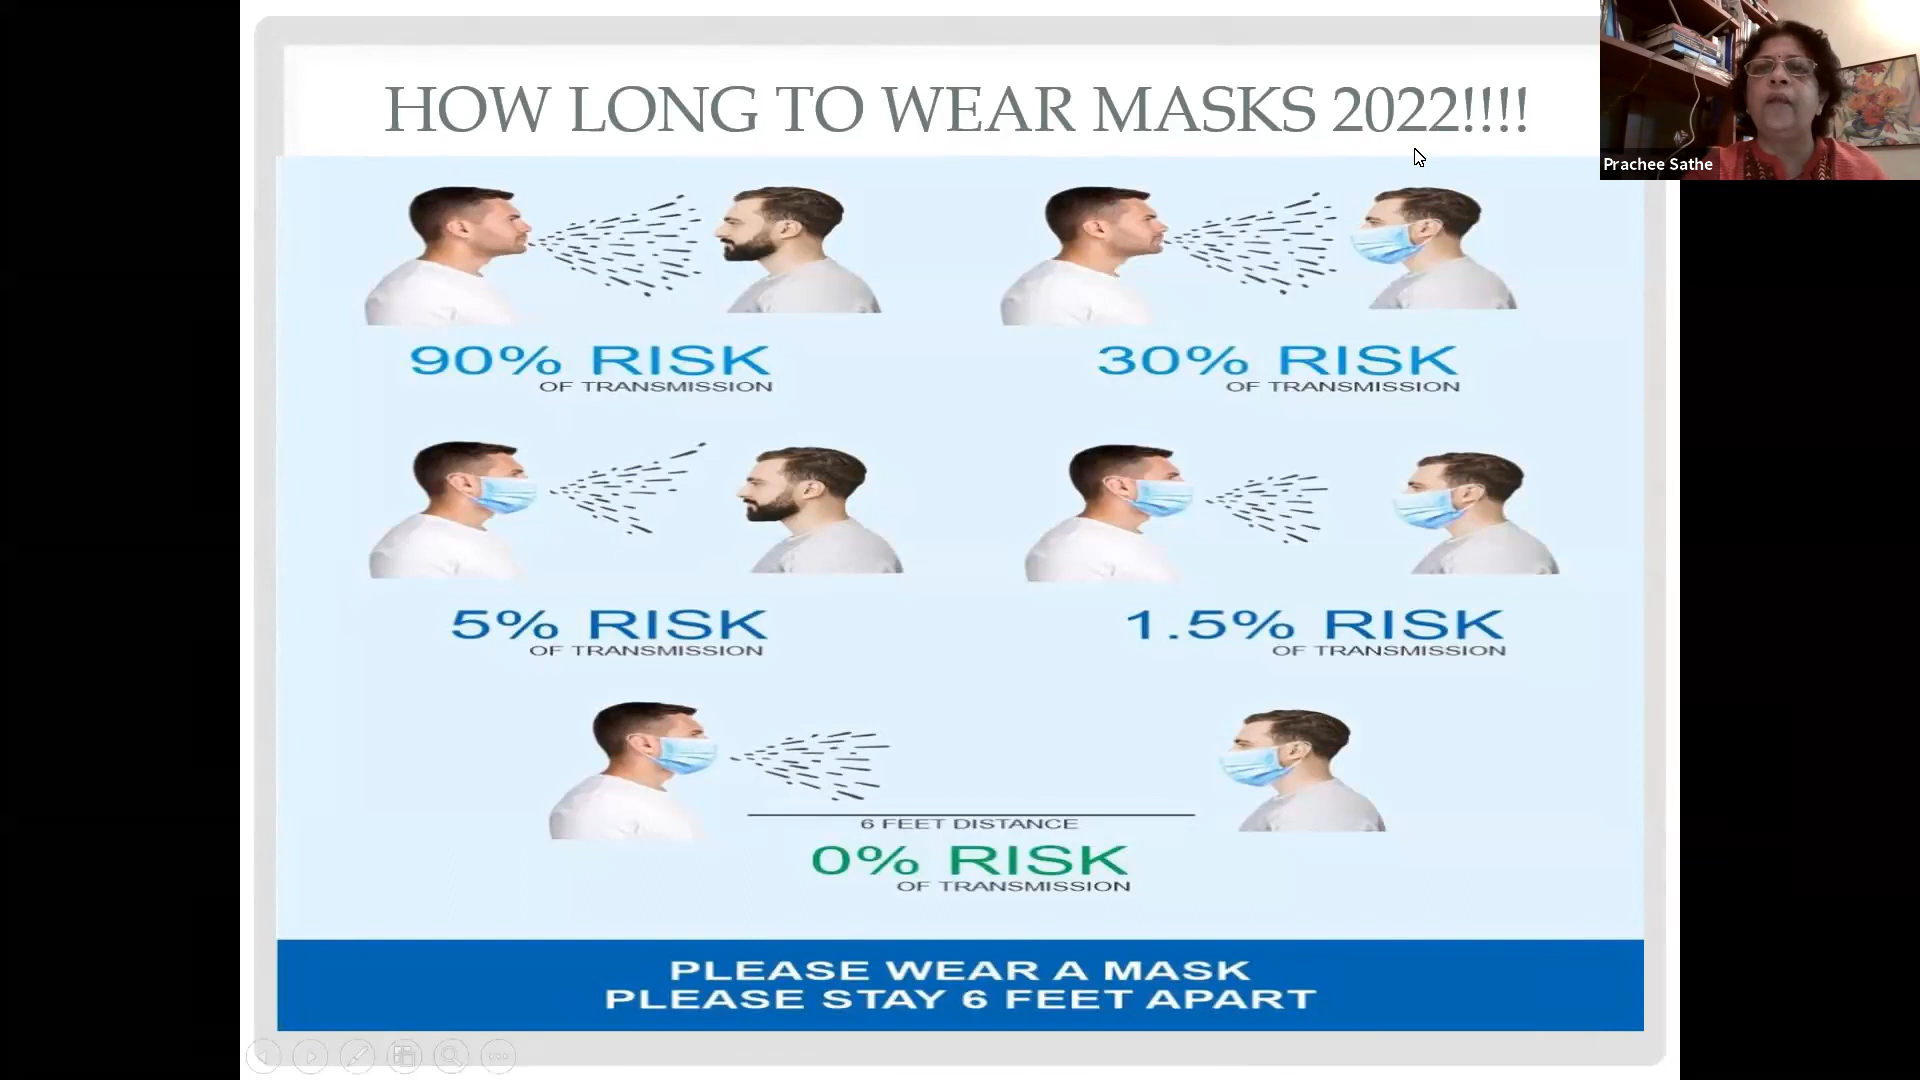 HOW LONG TO WEAR MASKS 2022!!!!
Prachee Sathe
90% RISK
OF TRANSMISSION
30% RISK
OF TRANSMISSION
5% RISK
OF TRANSMISSION
1.5% RISK
OF TRANSMISSION
6 FEET DISTANCE
0% RISK
OF TRANSMISSION
PLEASE WEAR A MASK
PLEASE STAY 6 FEET APART